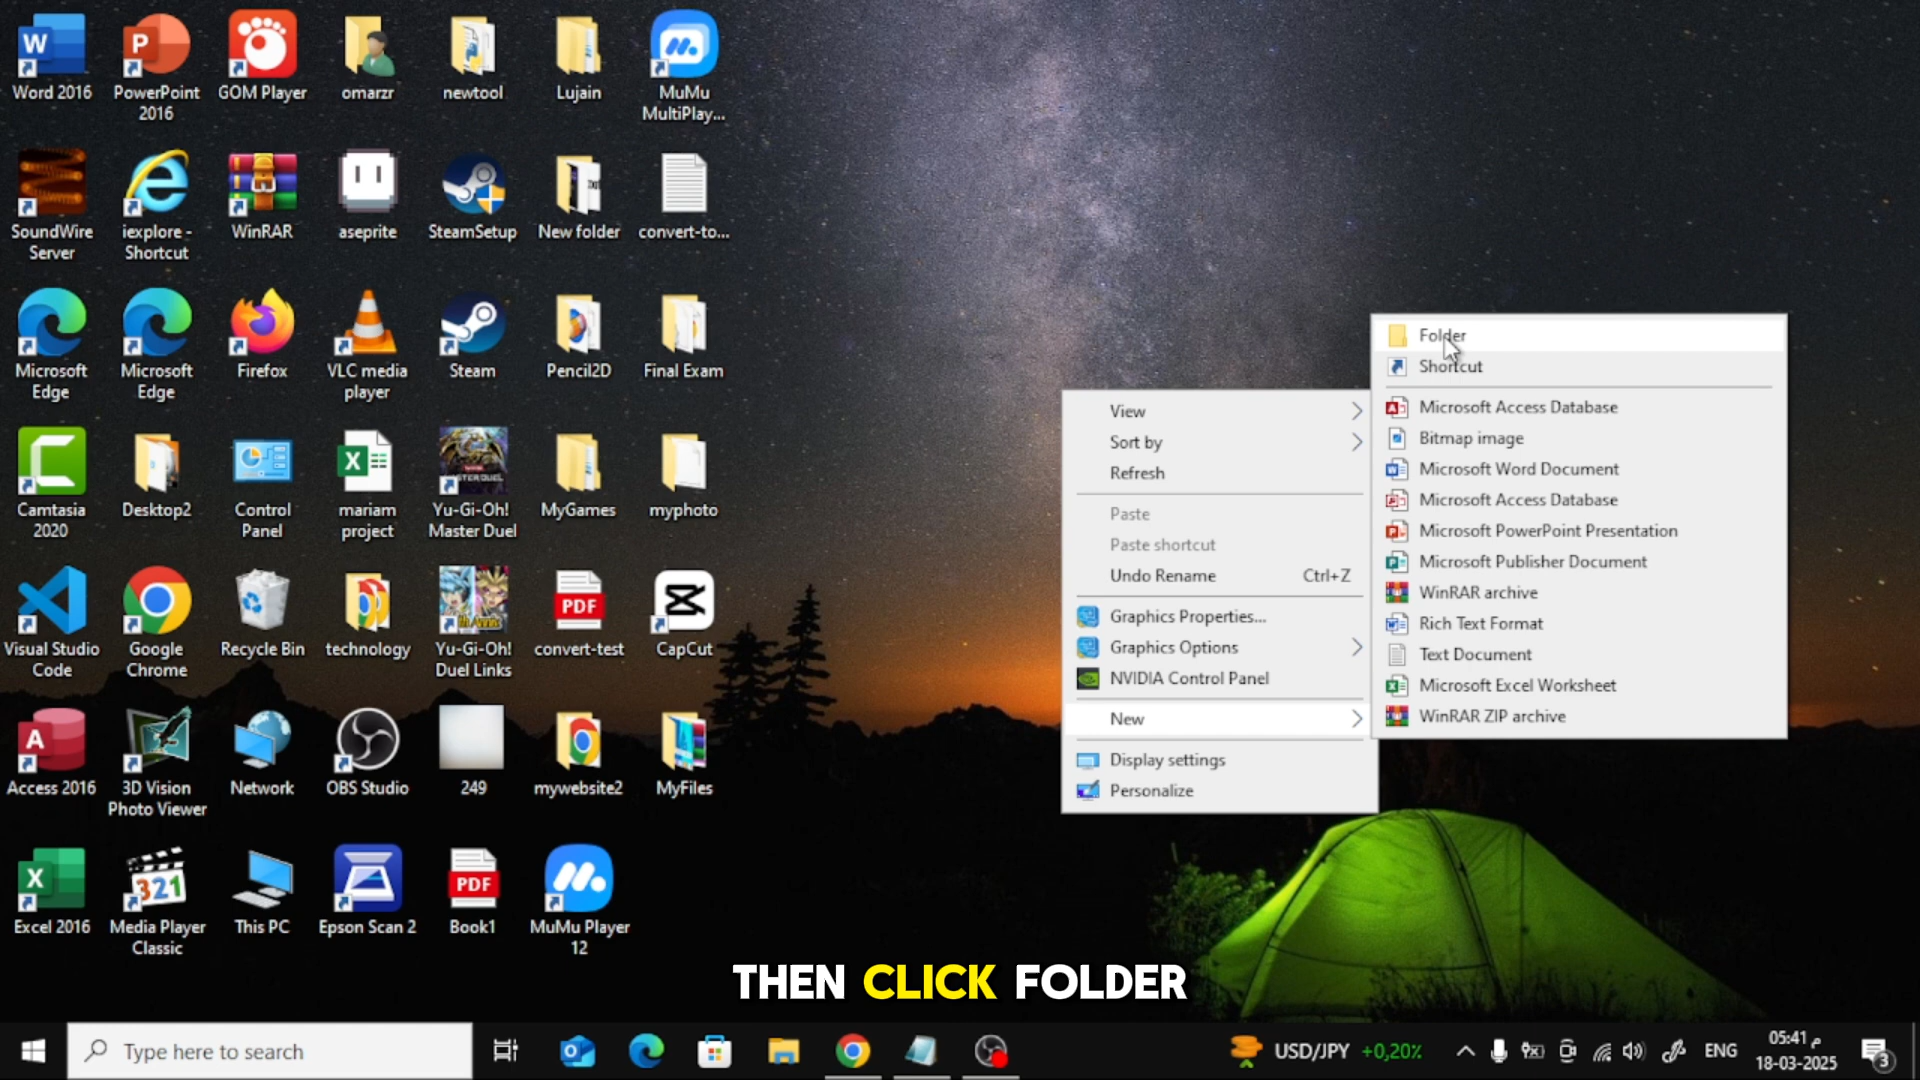 Word 2016
PowerPoint
2016
GOM Player
omarzr
newtool
Lujain
MuMu
MultiPlay...
SoundWire
Server
iexplore -
Shortcut
WinRAR
aseprite
SteamSetup
New folder
convert-to...
Microsoft
Edge
Microsoft
Edge
Firefox
VLC media
player
Steam
Pencil2D
Final Exam
Camtasia
2020
Desktop2
Control
Panel
mariam
project
Yu-Gi-Oh!
Master Duel
MyGames
myphoto
Visual Studio
Code
Google
Chrome
Recycle Bin
technology
Yu-Gi-Oh!
Duel Links
PDF
convert-test
CapCut
Access 2016
3D Vision
Photo Viewer
Network
OBS Studio
249
mywebsite2
MyFiles
Excel 2016
321
Media Player
Classic
This PC
Epson Scan 2
PDF
Book1
MuMu Player
12
View
Sort by
Refresh
Paste
Paste shortcut
Undo Rename Ctrl+Z
Graphics Properties...
Graphics Options
NVIDIA Control Panel
New
Display settings
Personalize
Folder
Shortcut
Microsoft Access Database
Bitmap image
Microsoft Word Document
Microsoft Access Database
Microsoft PowerPoint Presentation
Microsoft Publisher Document
WinRAR archive
Rich Text Format
Text Document
Microsoft Excel Worksheet
WinRAR ZIP archive
THEN CLICK FOLDER
Type here to search
USD/JPY +0,20%
ENG
05:41 م
18-03-2025
3